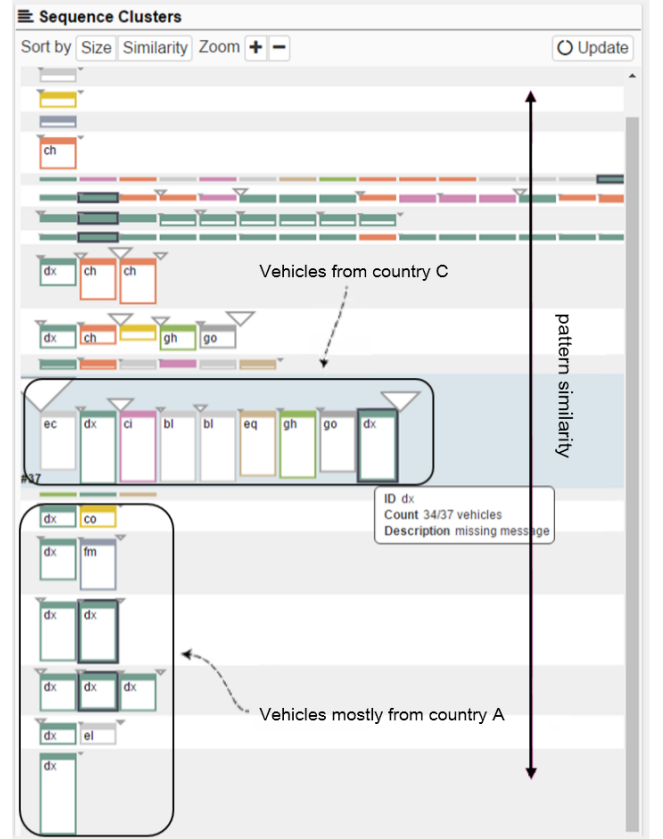 Sequence Clusters
Sort by Size Similarity Zoom + − Update
ch
dx ch ch
Vehicles from country C
dx ch gh go
pattern similarity
ec dx ci bl bl eq gh go dx
#37
ID dx
Count 34/37 vehicles
Description missing message
dx co
dx fm
dx dx
dx dx dx
Vehicles mostly from country A
dx el
dx